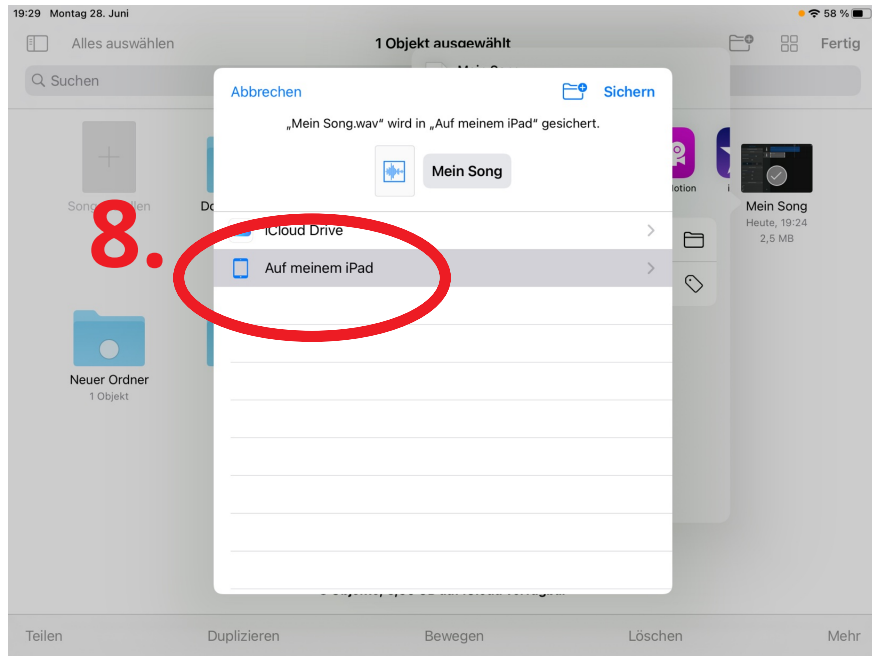 19:29 Montag 28. Juni
58 %
Alles auswählen
1 Objekt ausgewählt
Fertig
Suchen
Abbrechen
Sichern
„Mein Song.wav“ wird in „Auf meinem iPad“ gesichert.
Mein Song
Mein Song
Heute, 19:24
2,5 MB
8.
iCloud Drive
Auf meinem iPad
Neuer Ordner
1 Objekt
Teilen
Duplizieren
Bewegen
Löschen
Mehr